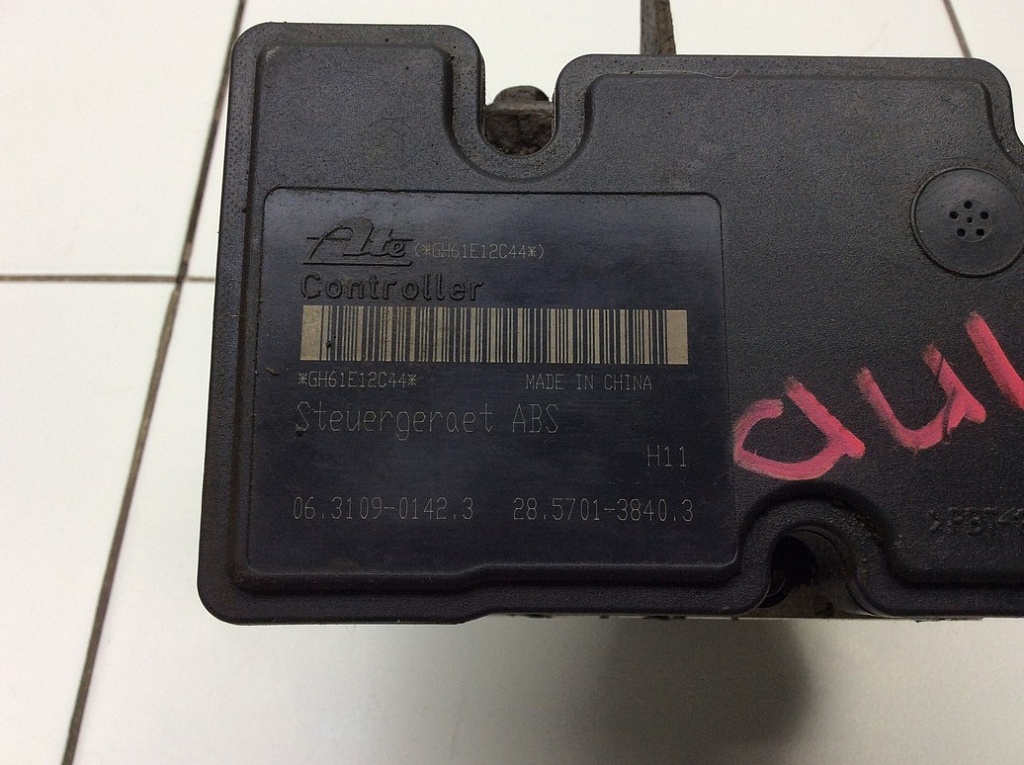 Ate (*GH61E12C44*)
Controller
*GH61E12C44* MADE IN CHINA
Steuergeraet ABS
H11
06.3109-0142.3 28.5701-3840.3